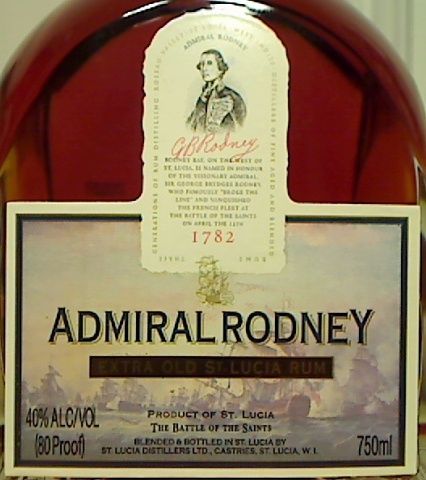 ADMIRAL RODNEY
GBRodney
RODNEY BAY, ON THE WEST OF
ST. LUCIA, IS NAMED IN HONOUR
OF THE VISIONARY ADMIRAL,
SIR GEORGE BRYDGES RODNEY,
WHO FAMOUSLY "BROKE THE
LINE" AND VANQUISHED
THE FRENCH FLEET AT
THE BATTLE OF THE SAINTS
ON APRIL THE 12TH
1782
ADMIRAL RODNEY
EXTRA OLD ST LUCIA RUM
40% ALC/VOL
(80 Proof)
PRODUCT OF ST. LUCIA
THE BATTLE OF THE SAINTS
BLENDED & BOTTLED IN ST. LUCIA BY
ST. LUCIA DISTILLERS LTD., CASTRIES, ST. LUCIA, W. I.
750ml